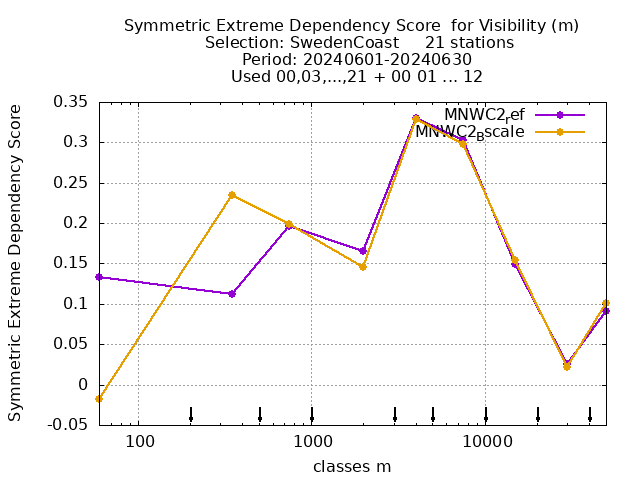 Symmetric Extreme Dependency Score for Visibility (m)
Selection: SwedenCoast 21 stations
Period: 20240601-20240630
Used 00,03,...,21 + 00 01 ... 12
Symmetric Extreme Dependency Score
0.35
0.3
0.25
0.2
0.15
0.1
0.05
0
-0.05
MNWC2ref
MNWC2Bscale
100
1000
10000
classes m